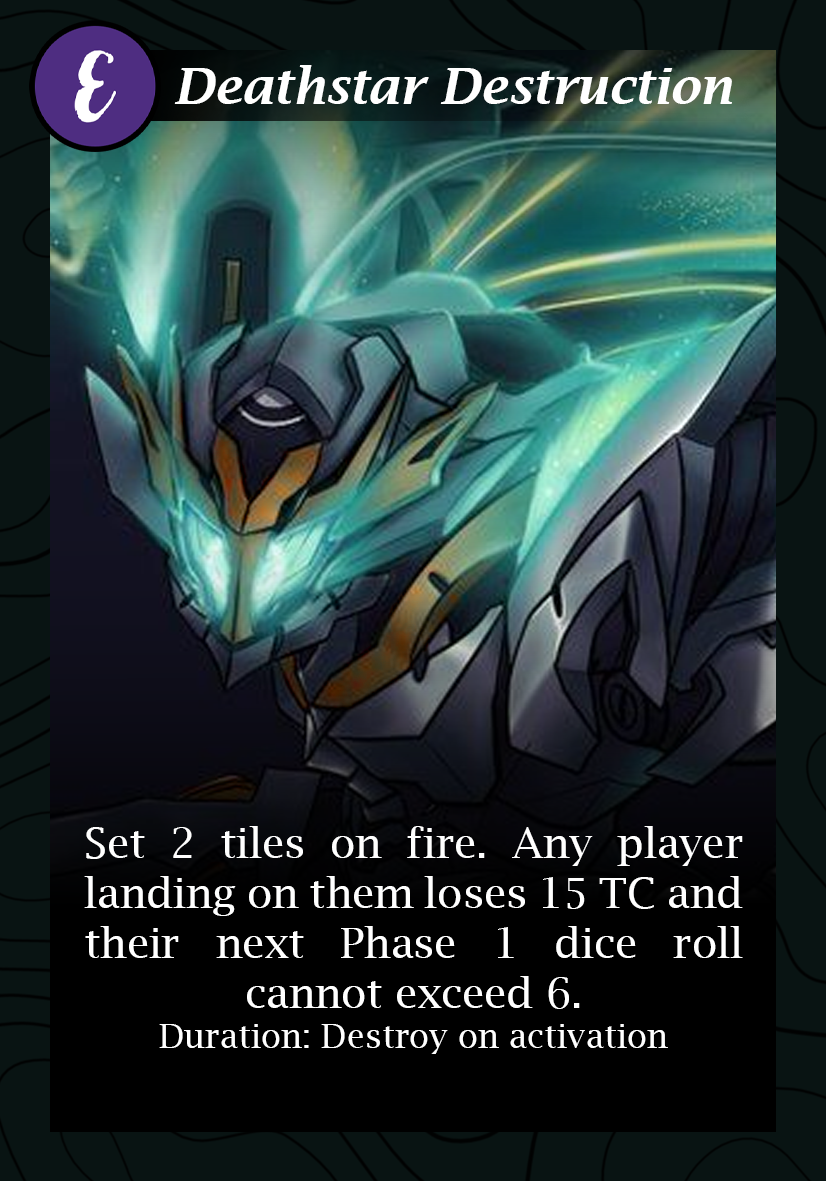 E
Deathstar Destruction
Set 2 tiles on fire. Any player
landing on them loses 15 TC and
their next Phase 1 dice roll
cannot exceed 6.
Duration: Destroy on activation